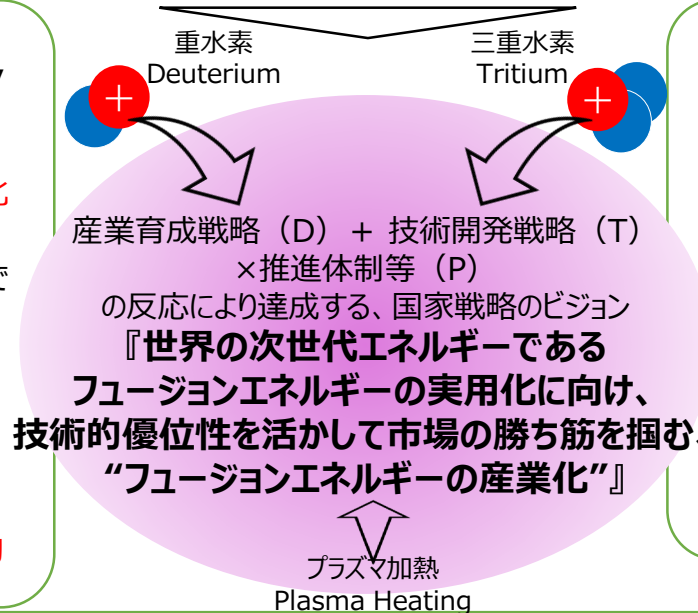 重水素
Deuterium
三重水素
Tritium
+
+
産業育成戦略（D）+ 技術開発戦略（T）
×推進体制等（P）
の反応により達成する、国家戦略のビジョン
『世界の次世代エネルギーである
フュージョンエネルギーの実用化に向け、
技術的優位性を活かして市場の勝ち筋を掴む、
“フュージョンエネルギーの産業化”』
プラズマ加熱
Plasma Heating